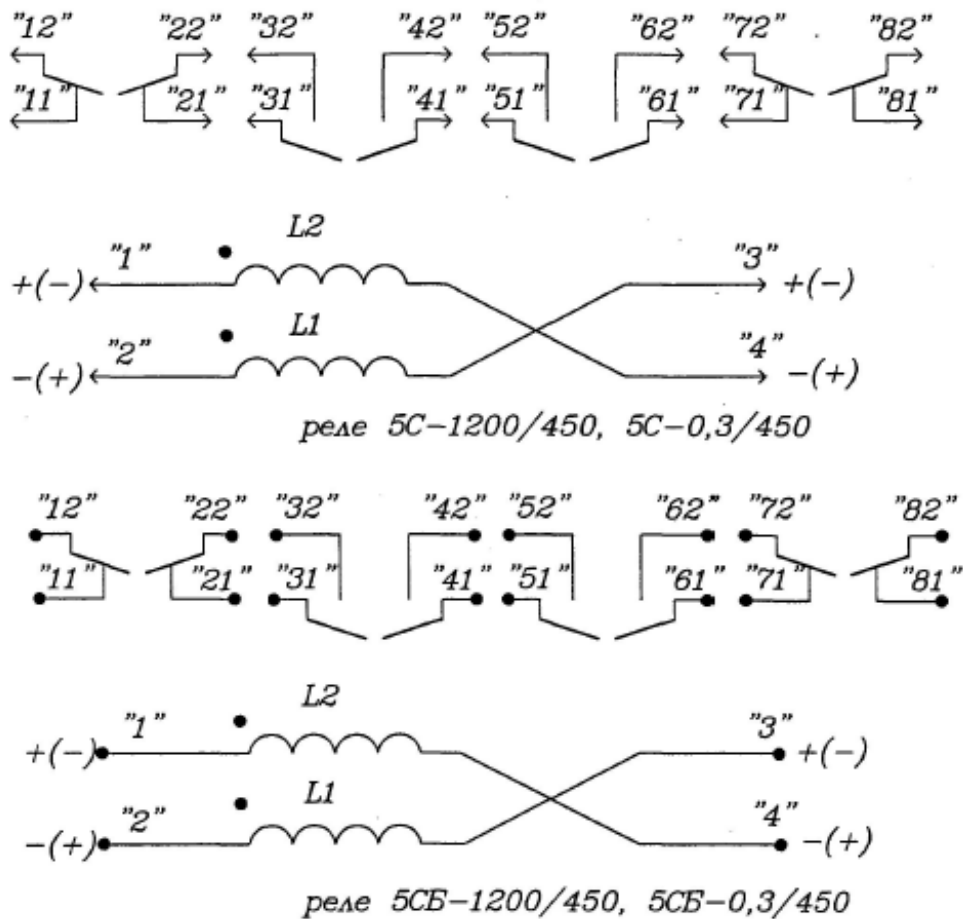 "12" "22" "32" "42" "52" "62" "72" "82"
"11" "21" "31" "41" "51" "61" "71" "81"
L2
"1" "3"
+(-) +(-)
L1
"2" "4"
-(+) -(+)
реле 5С-1200/450, 5С-0,3/450
"12" "22" "32" "42" "52" "62" "72" "82"
"11" "21" "31" "41" "51" "61" "71" "81"
L2
"1" "3"
+(-) +(-)
L1
"2" "4"
-(+) -(+)
реле 5СБ-1200/450, 5СБ-0,3/450